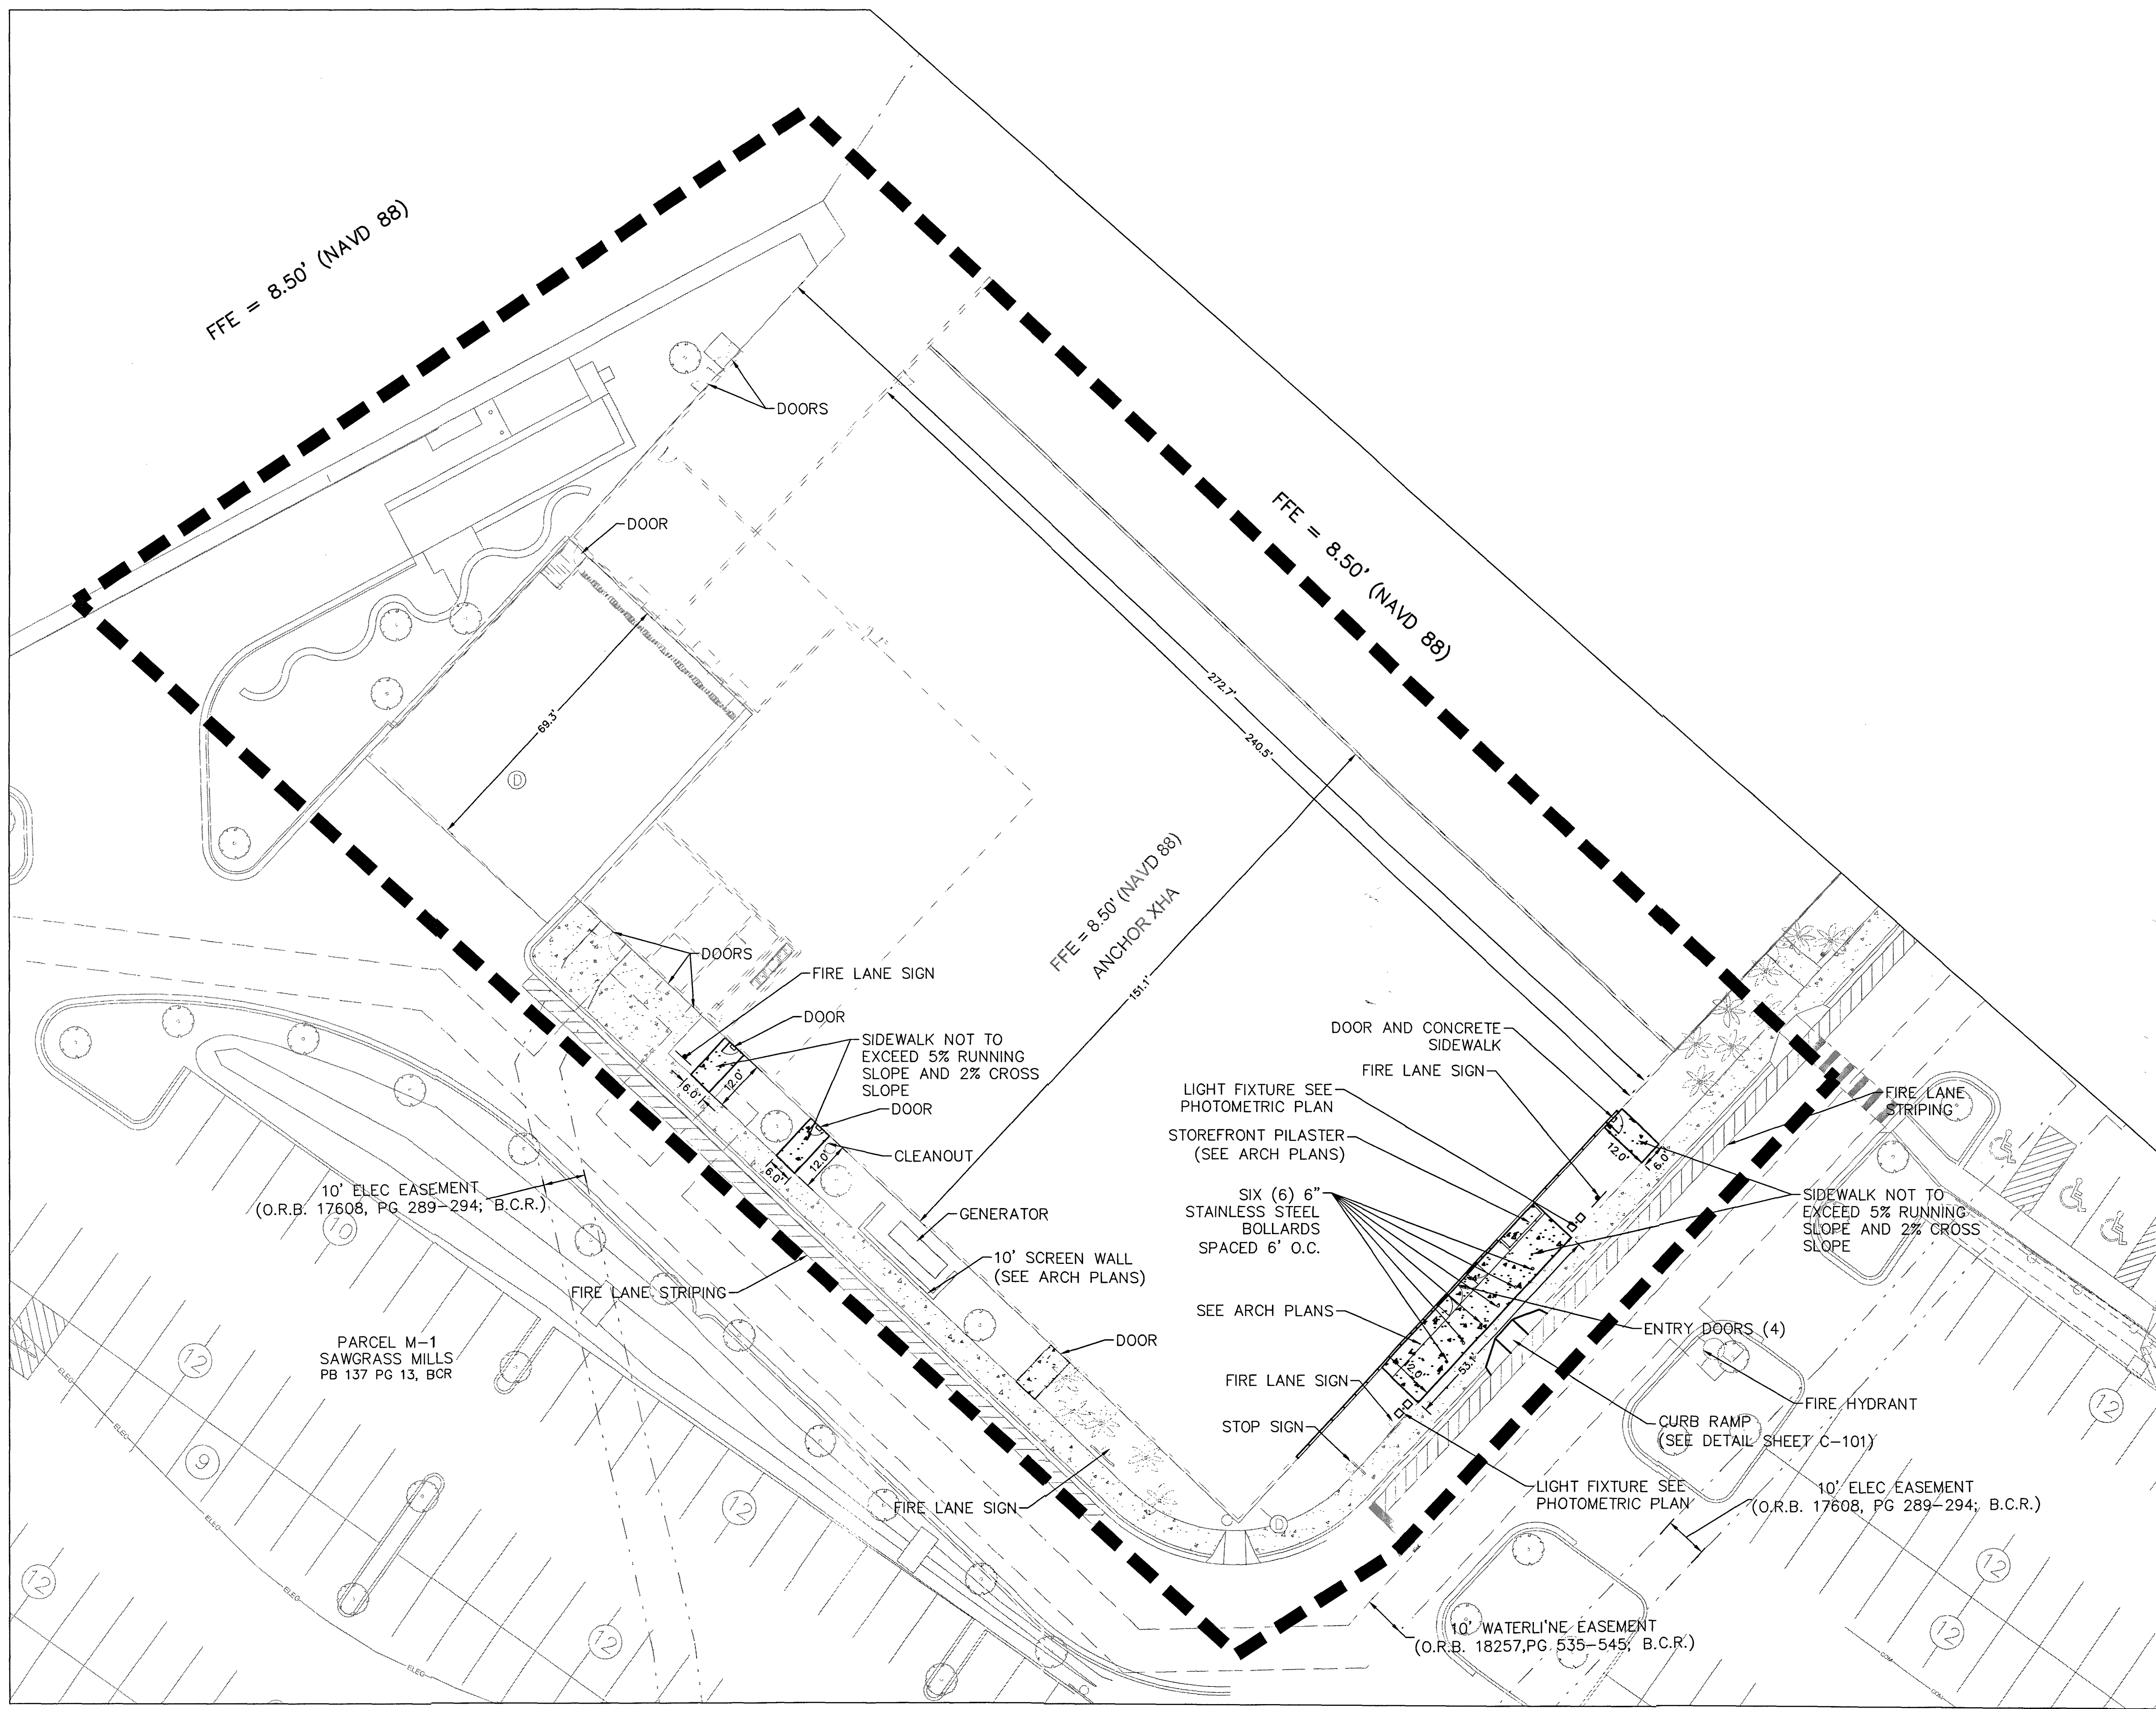 FFE = 8.50' (NAVD 88)
DOORS
DOOR
FFE = 8.50' (NAVD 88)
272.7'
240.5'
69.3'
D
FFE = 8.50' (NAVD 88)
ANCHOR XHA
151.1'
DOORS
FIRE LANE SIGN
DOOR
SIDEWALK NOT TO
EXCEED 5% RUNNING
SLOPE AND 2% CROSS
SLOPE
12.0'
6.0'
DOOR
CLEANOUT
12.0'
6.0'
10' ELEC EASEMENT
(O.R.B. 17608, PG 289-294; B.C.R.)
GENERATOR
10' SCREEN WALL
(SEE ARCH PLANS)
FIRE LANE STRIPING
DOOR
FIRE LANE SIGN
PARCEL M-1
SAWGRASS MILLS
PB 137 PG 13, BCR
10
12
9
12
12
12
ELEC
ELEC
ELEC
ELEC
ELEC
DOOR AND CONCRETE
SIDEWALK
FIRE LANE SIGN
LIGHT FIXTURE SEE
PHOTOMETRIC PLAN
STOREFRONT PILASTER
(SEE ARCH PLANS)
SIX (6) 6"
STAINLESS STEEL
BOLLARDS
SPACED 6' O.C.
SEE ARCH PLANS
FIRE LANE SIGN
STOP SIGN
12.0'
6.0'
53.1'
FIRE LANE
STRIPING
SIDEWALK NOT TO
EXCEED 5% RUNNING
SLOPE AND 2% CROSS
SLOPE
ENTRY DOORS (4)
FIRE HYDRANT
CURB RAMP
(SEE DETAIL SHEET C-101)
LIGHT FIXTURE SEE
PHOTOMETRIC PLAN
10' ELEC EASEMENT
(O.R.B. 17608, PG 289-294; B.C.R.)
10' WATERLINE EASEMENT
(O.R.B. 18257,PG 535-545; B.C.R.)
D
12
12
12
COM
COM